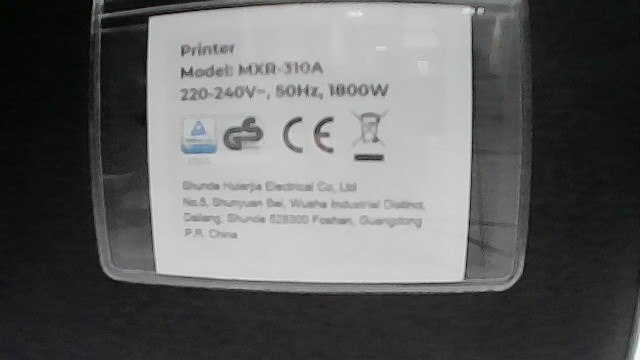 Printer
Model: MXR-310A
220-240V~, 50Hz, 1800W
CE
Shunde Huierjia Electrical Co., Ltd
No.5, Shunyuan Bei, Wusha Industrial District,
Daliang, Shunde 528300 Foshan, Guangdong
P.R. China